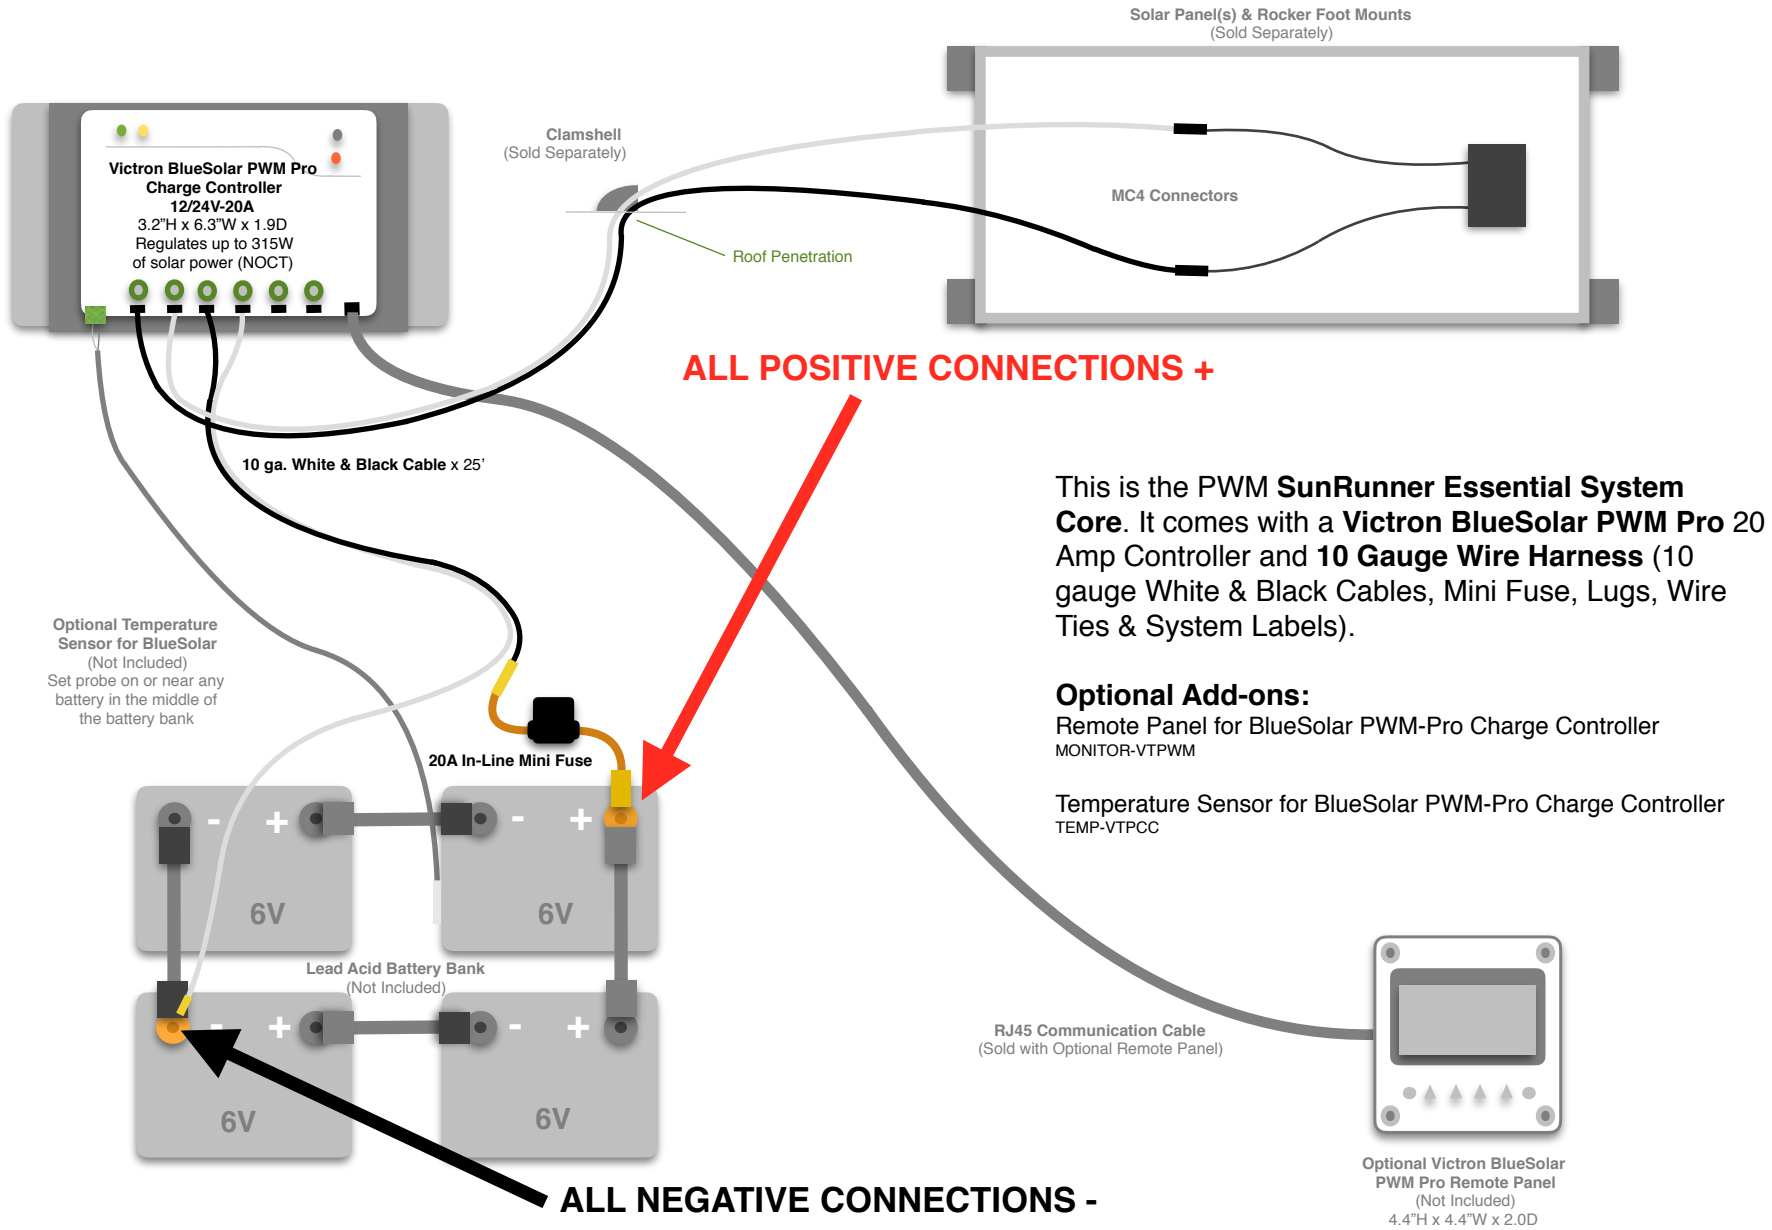 Solar Panel(s) & Rocker Foot Mounts
(Sold Separately)
Clamshell
(Sold Separately)
Victron BlueSolar PWM Pro
Charge Controller
12/24V-20A
3.2”H x 6.3”W x 1.9D
Regulates up to 315W
of solar power (NOCT)
MC4 Connectors
Roof Penetration
ALL POSITIVE CONNECTIONS +
10 ga. White & Black Cable x 25’
This is the PWM SunRunner Essential System
Core. It comes with a Victron BlueSolar PWM Pro 20
Amp Controller and 10 Gauge Wire Harness (10
gauge White & Black Cables, Mini Fuse, Lugs, Wire
Ties & System Labels).
Optional Temperature
Sensor for BlueSolar
(Not Included)
Set probe on or near any
battery in the middle of
the battery bank
Optional Add-ons:
Remote Panel for BlueSolar PWM-Pro Charge Controller
MONITOR-VTPWM
Temperature Sensor for BlueSolar PWM-Pro Charge Controller
TEMP-VTPCC
20A In-Line Mini Fuse
- + - +
6V 6V
Lead Acid Battery Bank
(Not Included)
- + - +
6V 6V
RJ45 Communication Cable
(Sold with Optional Remote Panel)
ALL NEGATIVE CONNECTIONS -
Optional Victron BlueSolar
PWM Pro Remote Panel
(Not Included)
4.4”H x 4.4”W x 2.0D